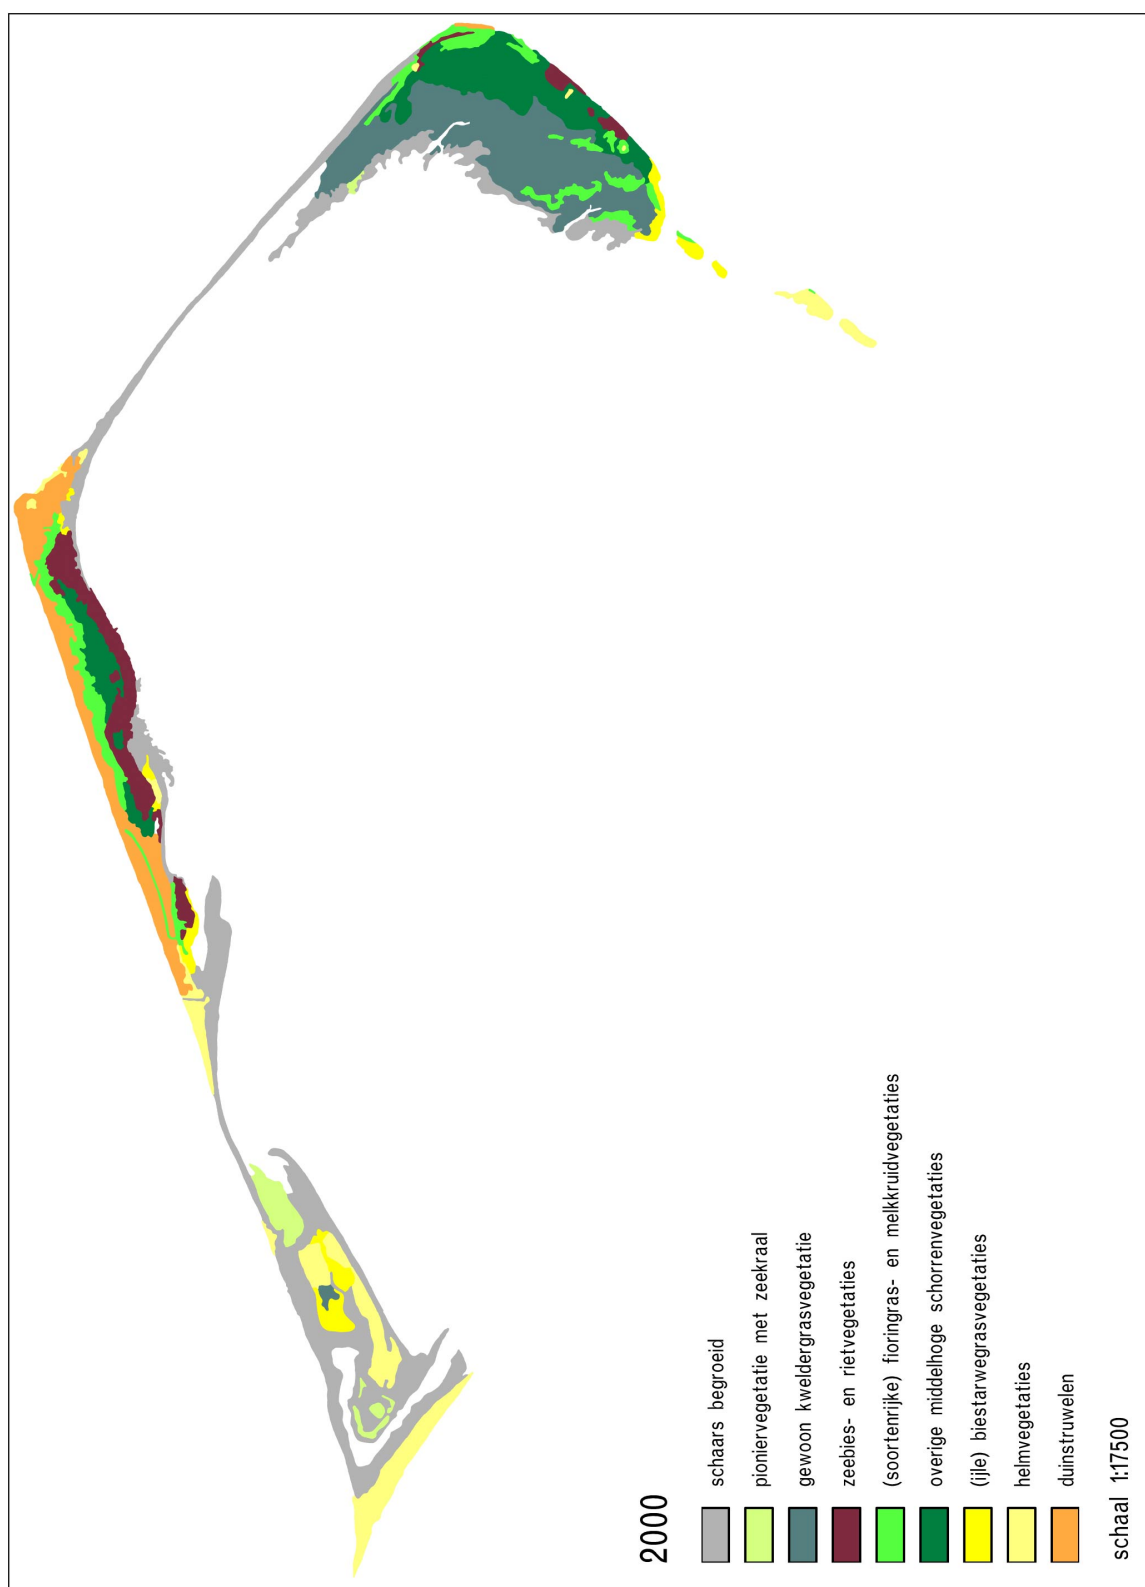 2000
schaars begroeid
pioniervegetatie met zeekraal
gewoon kweldergrasvegetatie
zeebies- en rietvegetaties
(soortenrijke) fioringras- en melkkruidvegetaties
overige middelhoge schorrenvegetaties
(ijle) biestarwegrasvegetaties
helmvegetaties
duinstruwelen
schaal 1:17500